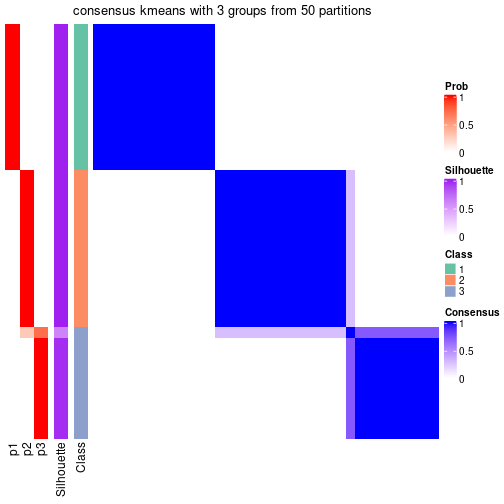 consensus kmeans with 3 groups from 50 partitions
Prob
1
0.5
0
Silhouette
1
0.5
0
Class
1
2
3
Consensus
1
0.5
0
p1
p2
p3
Silhouette
Class